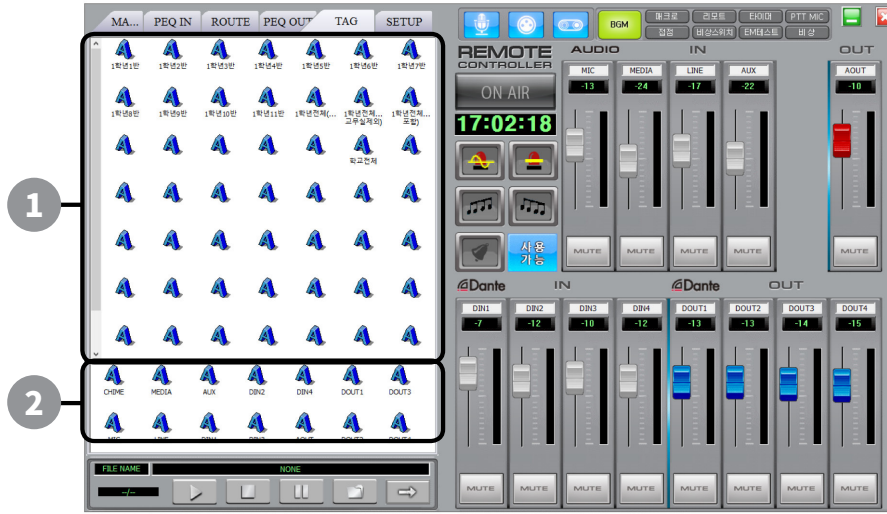 MA... PEQ IN ROUTE PEQ OUT TAG SETUP
1학년1반 1학년2반 1학년3반 1학년4반 1학년5반 1학년6반 1학년7반
1학년8반 1학년9반 1학년10반 1학년11반 1학년전체(... 1학년전체... 1학년전체...
교무실제외) 포함)
학교전체
1
2
CHIME MEDIA AUX DIN2 DIN4 DOUT1 DOUT3
MIC LINE DIN1 DIN3 AOUT DOUT2 DOUT4
FILE NAME NONE
--/--
BGM
매크로 리모트 타이머 PTT MIC
접점 비상스위치 EM테스트 비상
REMOTE
CONTROLLER
ON AIR
17:02:18
사용
가능
AUDIO IN OUT
MIC MEDIA LINE AUX AOUT
-13 -24 -17 -22 -10
MUTE MUTE MUTE MUTE MUTE
Dante IN Dante OUT
DIN1 DIN2 DIN3 DIN4 DOUT1 DOUT2 DOUT3 DOUT4
-7 -12 -10 -12 -13 -13 -14 -15
MUTE MUTE MUTE MUTE MUTE MUTE MUTE MUTE